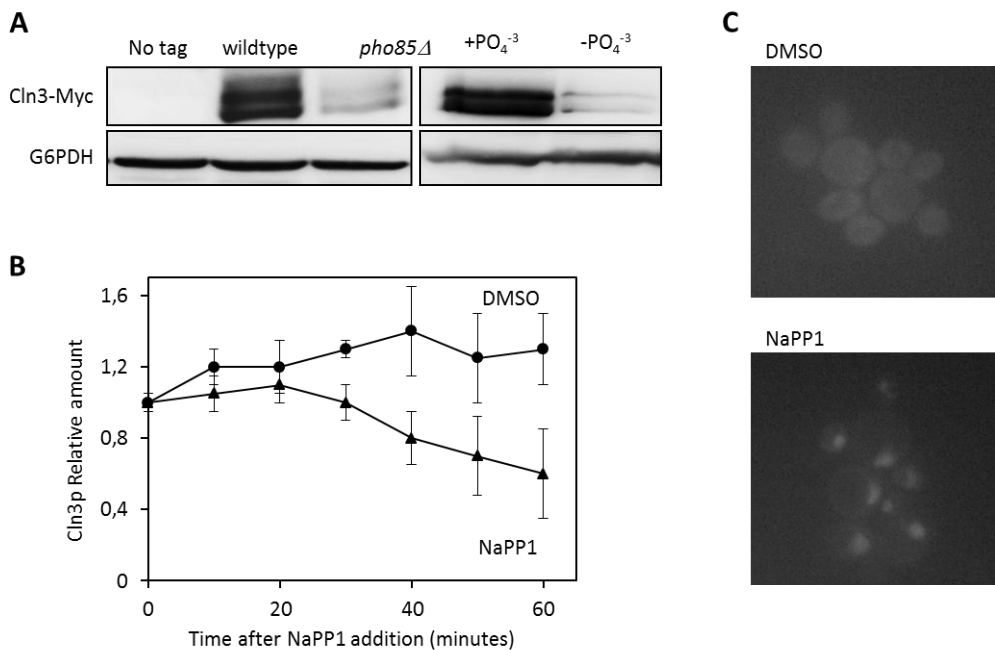 A
No tag wildtype pho85Δ +PO₄⁻³ -PO₄⁻³
Cln3-Myc
G6PDH
B
DMSO
1,6
1,2
0,8
0,4
0
NaPP1
0 20 40 60
Cln3p Relative amount
Time after NaPP1 addition (minutes)
C
DMSO
NaPP1